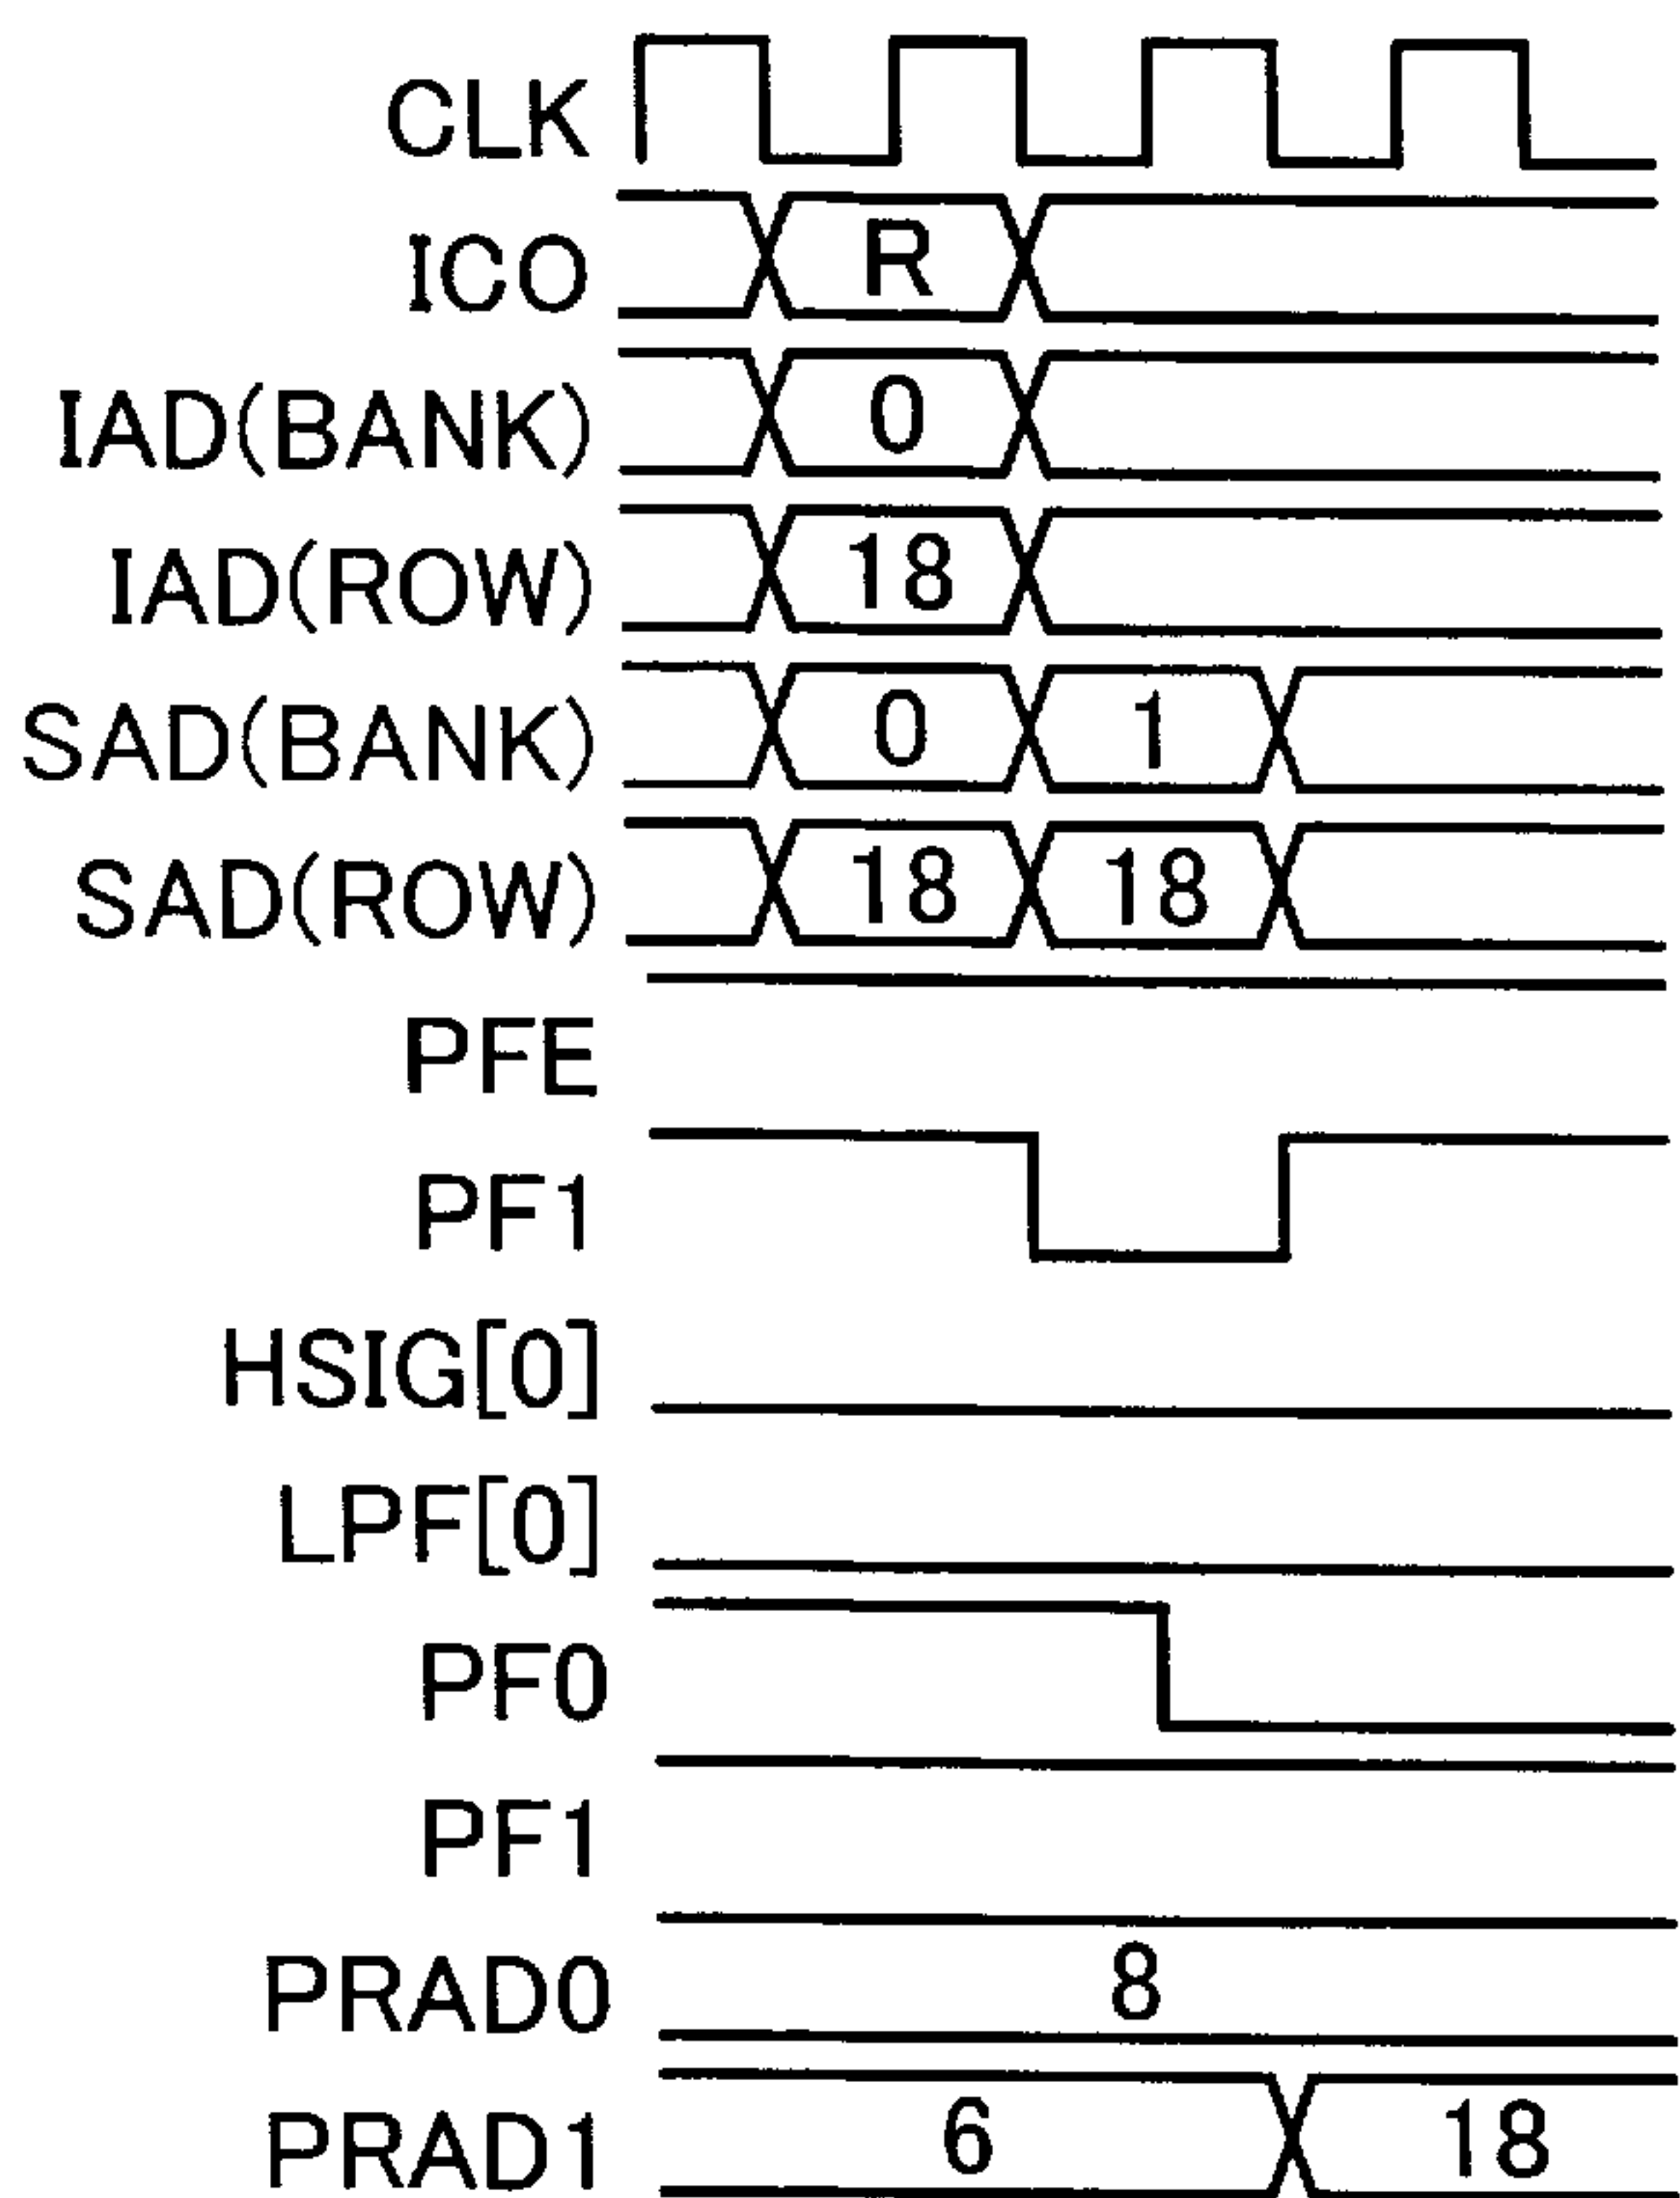 CLK
ICO R
IAD(BANK) 0
IAD(ROW) 18
SAD(BANK) 0 1
SAD(ROW) 18 18
PFE
PF1
HSIG[0]
LPF[0]
PF0
PF1
PRAD0 8
PRAD1 6 18